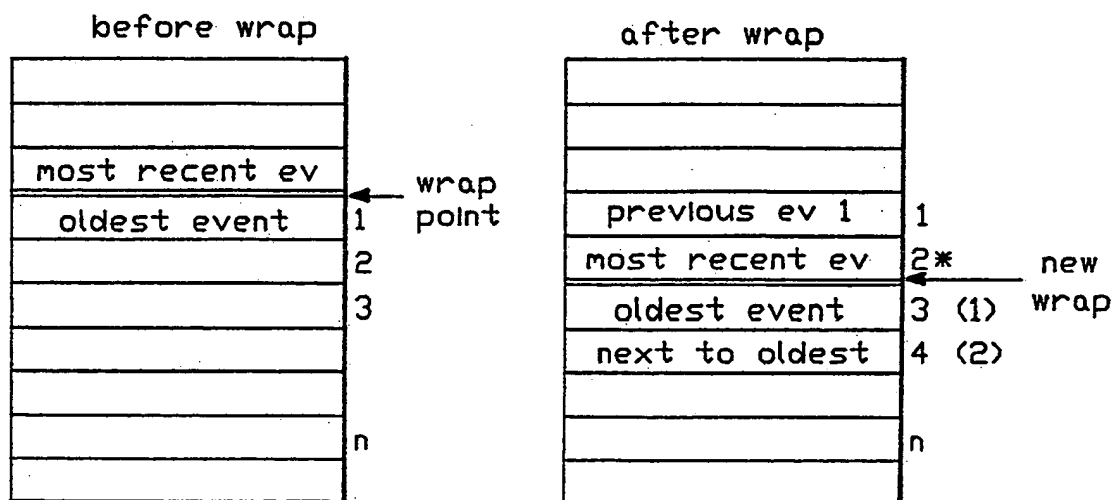 before wrap
most recent ev
wrap
point
oldest event 1
2
3
n
after wrap
previous ev 1 1
most recent ev 2*
new
wrap
oldest event 3 (1)
next to oldest 4 (2)
n